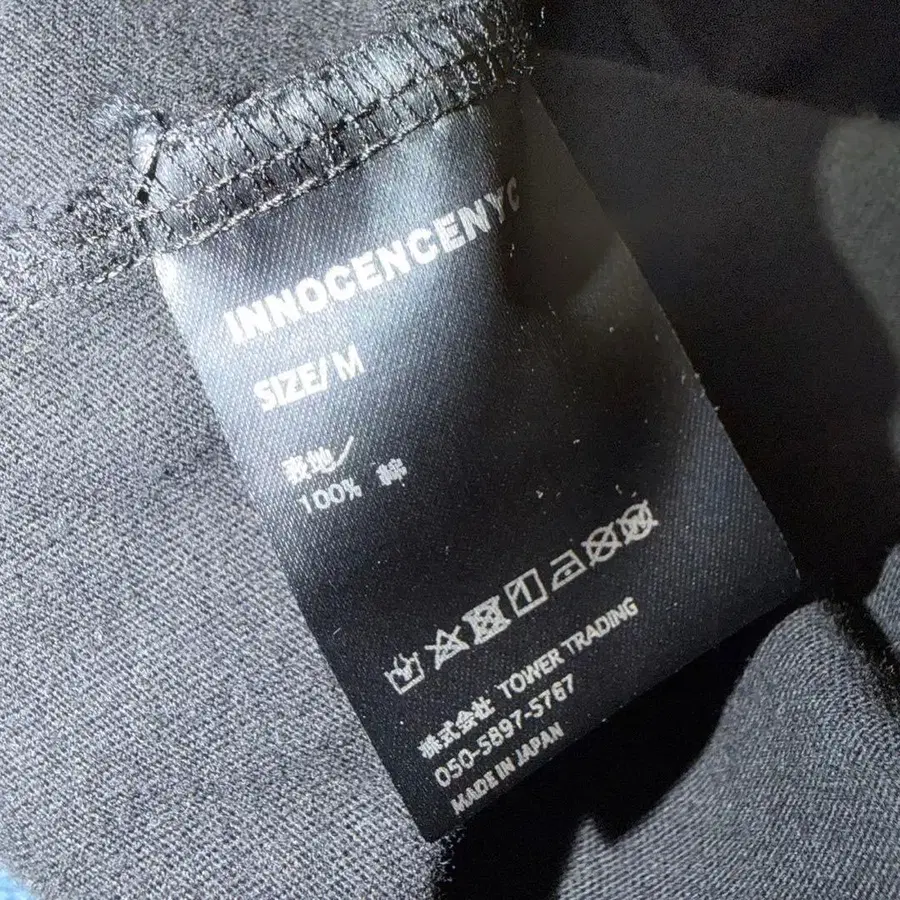 INNOCENCENYC
SIZE/ M
表地/
100% 綿
株式会社 TOWER TRADING
050-5897-5767
MADE IN JAPAN